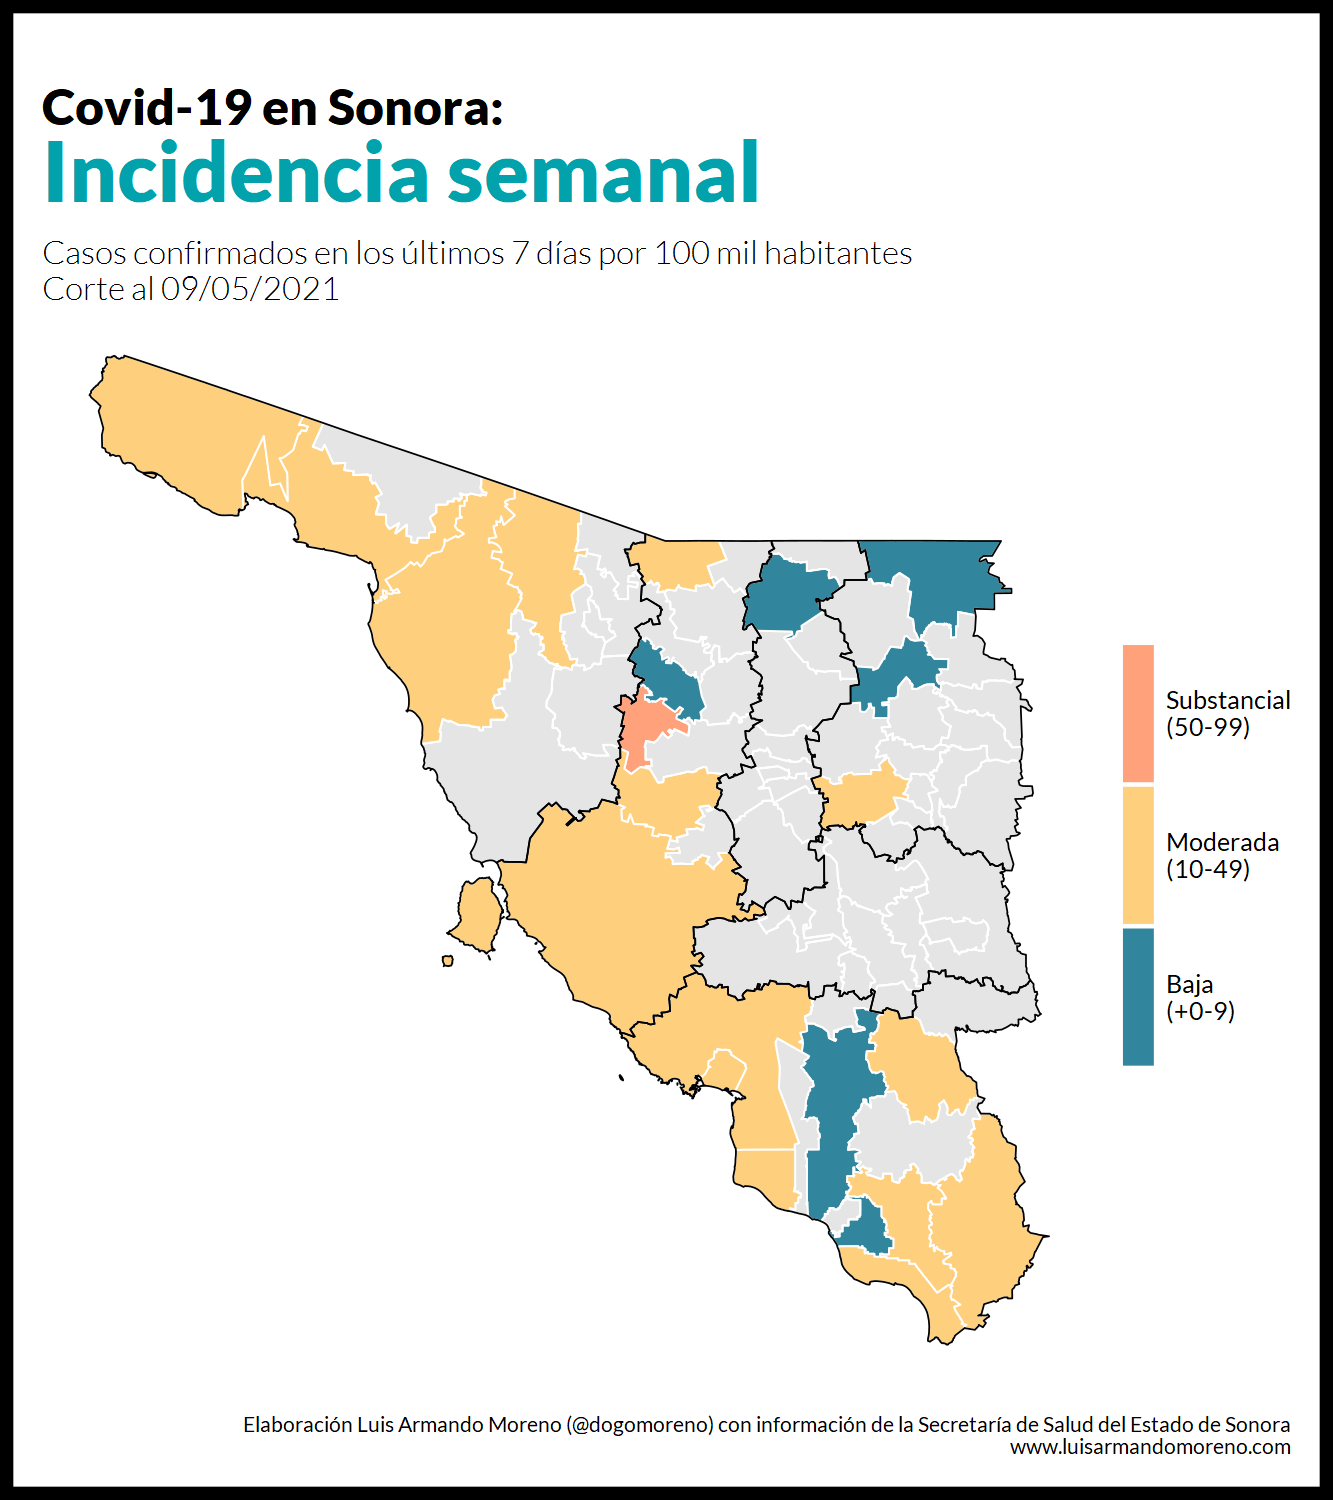 Covid-19 en Sonora:
Incidencia semanal
Casos confirmados en los últimos 7 días por 100 mil habitantes
Corte al 09/05/2021
Substancial
(50-99)
Moderada
(10-49)
Baja
(+0-9)
Elaboración Luis Armando Moreno (@dogomoreno) con información de la Secretaría de Salud del Estado de Sonora
www.luisarmandomoreno.com